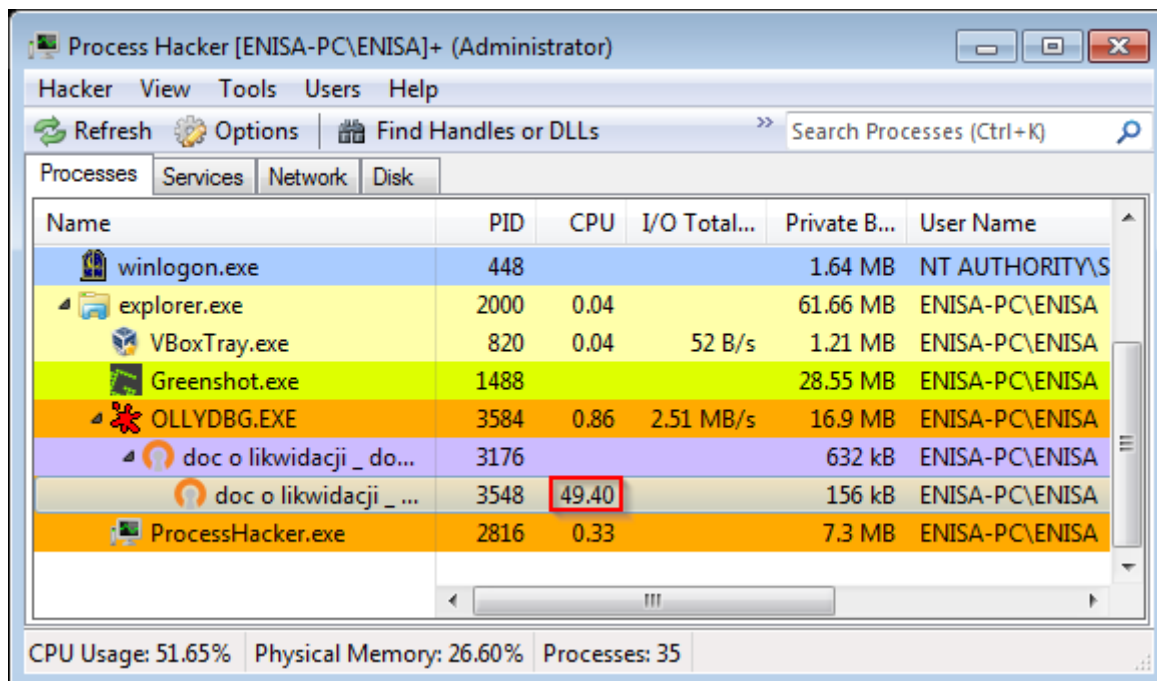 Process Hacker [ENISA-PC\ENISA]+ (Administrator)
Hacker View Tools Users Help
Refresh Options Find Handles or DLLs » Search Processes (Ctrl+K)
Processes Services Network Disk
Name PID CPU I/O Total... Private B... User Name
winlogon.exe 448 1.64 MB NT AUTHORITY\S
explorer.exe 2000 0.04 61.66 MB ENISA-PC\ENISA
VBoxTray.exe 820 0.04 52 B/s 1.21 MB ENISA-PC\ENISA
Greenshot.exe 1488 28.55 MB ENISA-PC\ENISA
OLLYDBG.EXE 3584 0.86 2.51 MB/s 16.9 MB ENISA-PC\ENISA
doc o likwidacji _ do... 3176 632 kB ENISA-PC\ENISA
doc o likwidacji _ ... 3548 49.40 156 kB ENISA-PC\ENISA
ProcessHacker.exe 2816 0.33 7.3 MB ENISA-PC\ENISA
CPU Usage: 51.65% Physical Memory: 26.60% Processes: 35